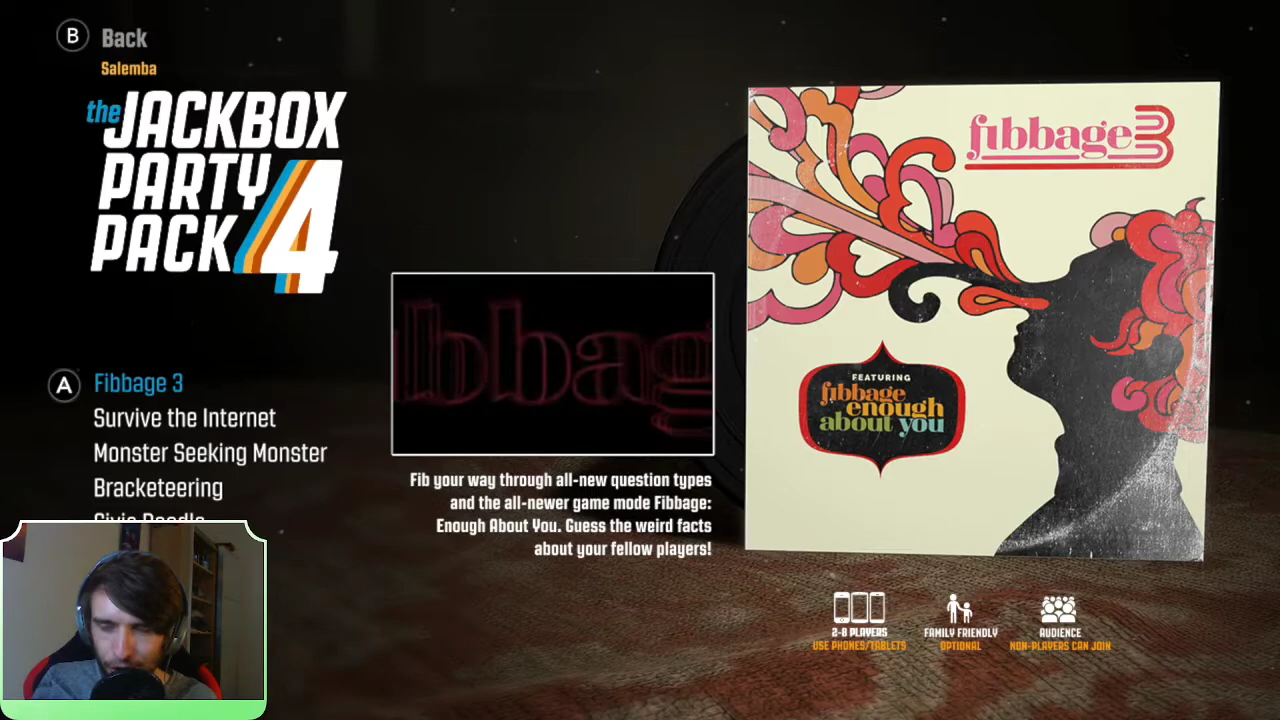 B Back
Salemba
the
JACKBOX
PARTY
PACK 4
A Fibbage 3
Survive the Internet
Monster Seeking Monster
Bracketeering
Civic Doodle
ibbag
Fib your way through all-new question types
and the all-newer game mode Fibbage:
Enough About You. Guess the weird facts
about your fellow players!
fibbage 3
FEATURING
fibbage
enough
about you
2-8 PLAYERS
USE PHONES/TABLETS
FAMILY FRIENDLY
OPTIONAL
AUDIENCE
NON-PLAYERS CAN JOIN